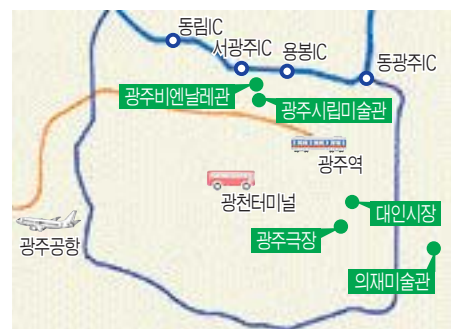 동림IC
서광주IC
용봉IC
동광주IC
광주비엔날레관
광주시립미술관
광주역
광천터미널
대인시장
광주극장
광주공항
의재미술관